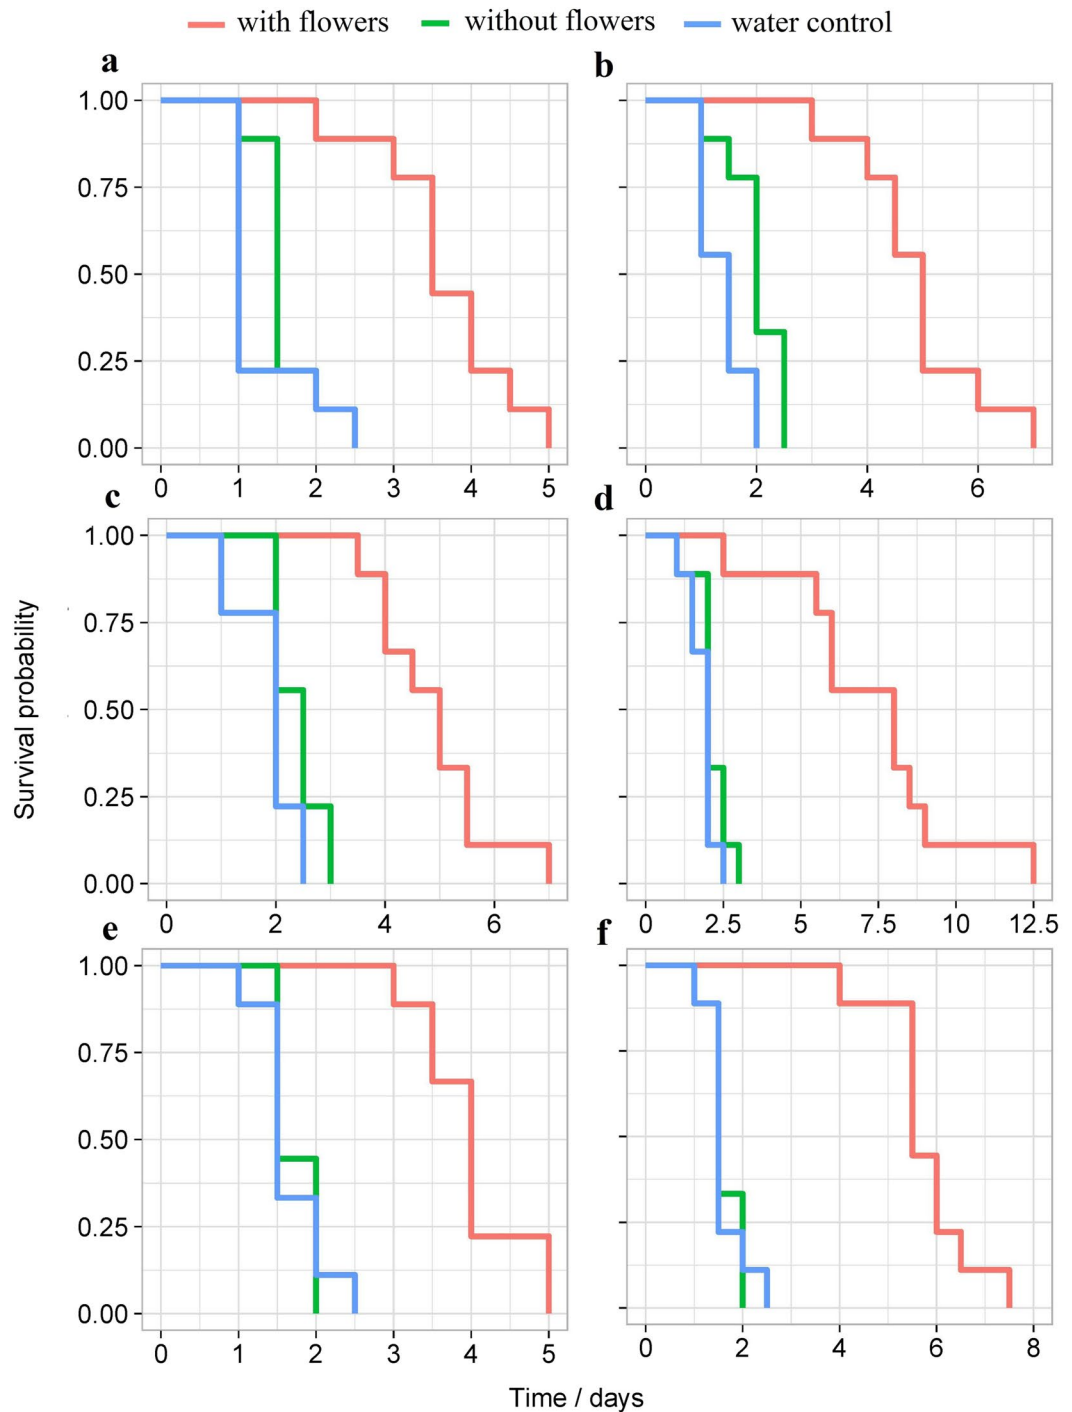 with flowers without flowers water control
a b
1.00
0.75
0.50
0.25
0.00
0 1 2 3 4 5 0 2 4 6
c d
1.00
0.75
0.50
0.25
0.00
0 2 4 6 0 2.5 5 7.5 10 12.5
e f
1.00
0.75
0.50
0.25
0.00
0 1 2 3 4 5 0 2 4 6 8
Survival probability
Time / days